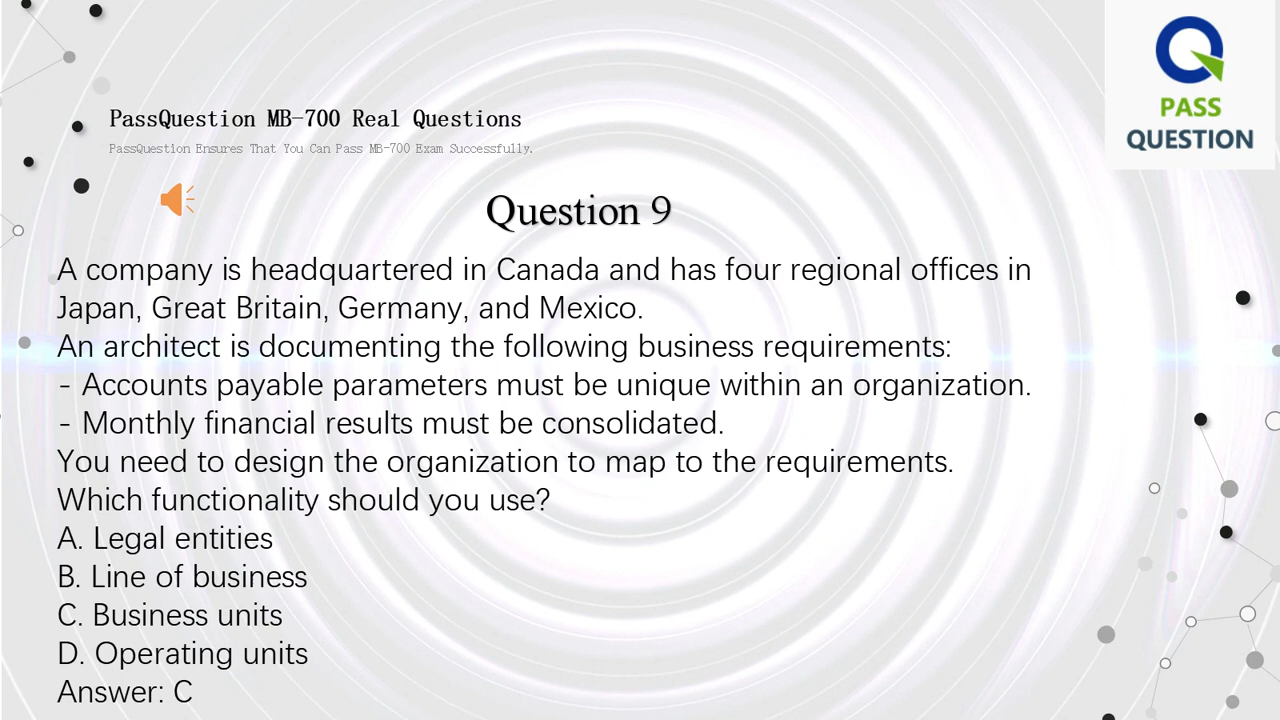 PASS
QUESTION
PassQuestion MB-700 Real Questions
PassQuestion Ensures That You Can Pass MB-700 Exam Successfully.
Question 9
A company is headquartered in Canada and has four regional offices in
Japan, Great Britain, Germany, and Mexico.
An architect is documenting the following business requirements:
- Accounts payable parameters must be unique within an organization.
- Monthly financial results must be consolidated.
You need to design the organization to map to the requirements.
Which functionality should you use?
A. Legal entities
B. Line of business
C. Business units
D. Operating units
Answer: C